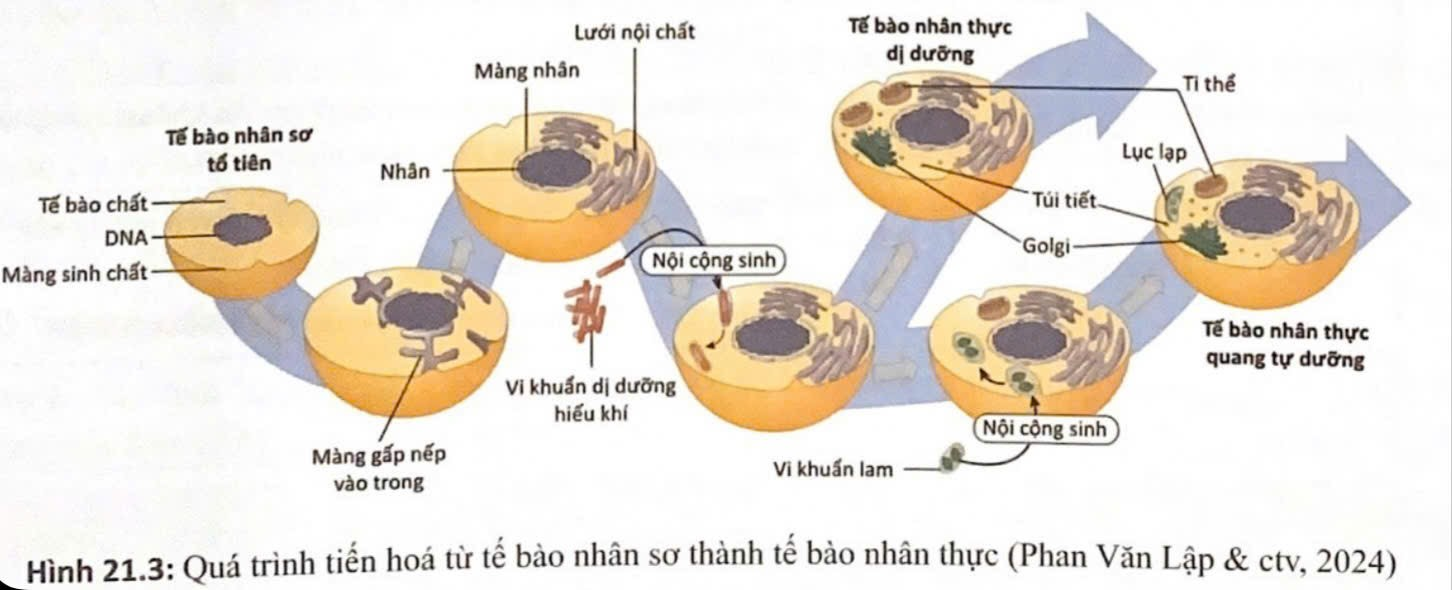 Tế bào nhân sơ
tổ tiên
Tế bào chất
DNA
Màng sinh chất
Màng gấp nếp
vào trong
Nhân
Màng nhân
Lưới nội chất
Vi khuẩn dị dưỡng
hiếu khí
Nội cộng sinh
Tế bào nhân thực
dị dưỡng
Ti thể
Túi tiết
Golgi
Lục lạp
Vi khuẩn lam
Nội cộng sinh
Tế bào nhân thực
quang tự dưỡng
Hình 21.3: Quá trình tiến hoá từ tế bào nhân sơ thành tế bào nhân thực (Phan Văn Lập & ctv, 2024)